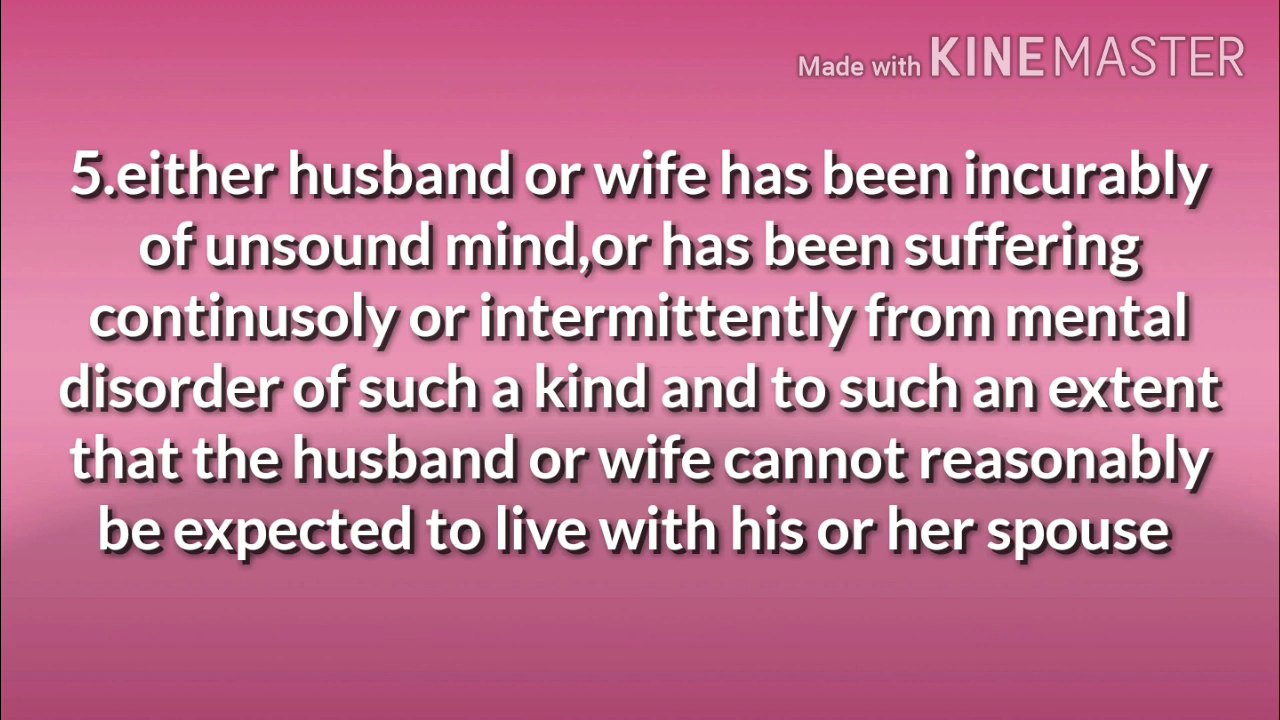 Made with KINEMASTER
5.either husband or wife has been incurably
of unsound mind,or has been suffering
continusoly or intermittently from mental
disorder of such a kind and to such an extent
that the husband or wife cannot reasonably
be expected to live with his or her spouse